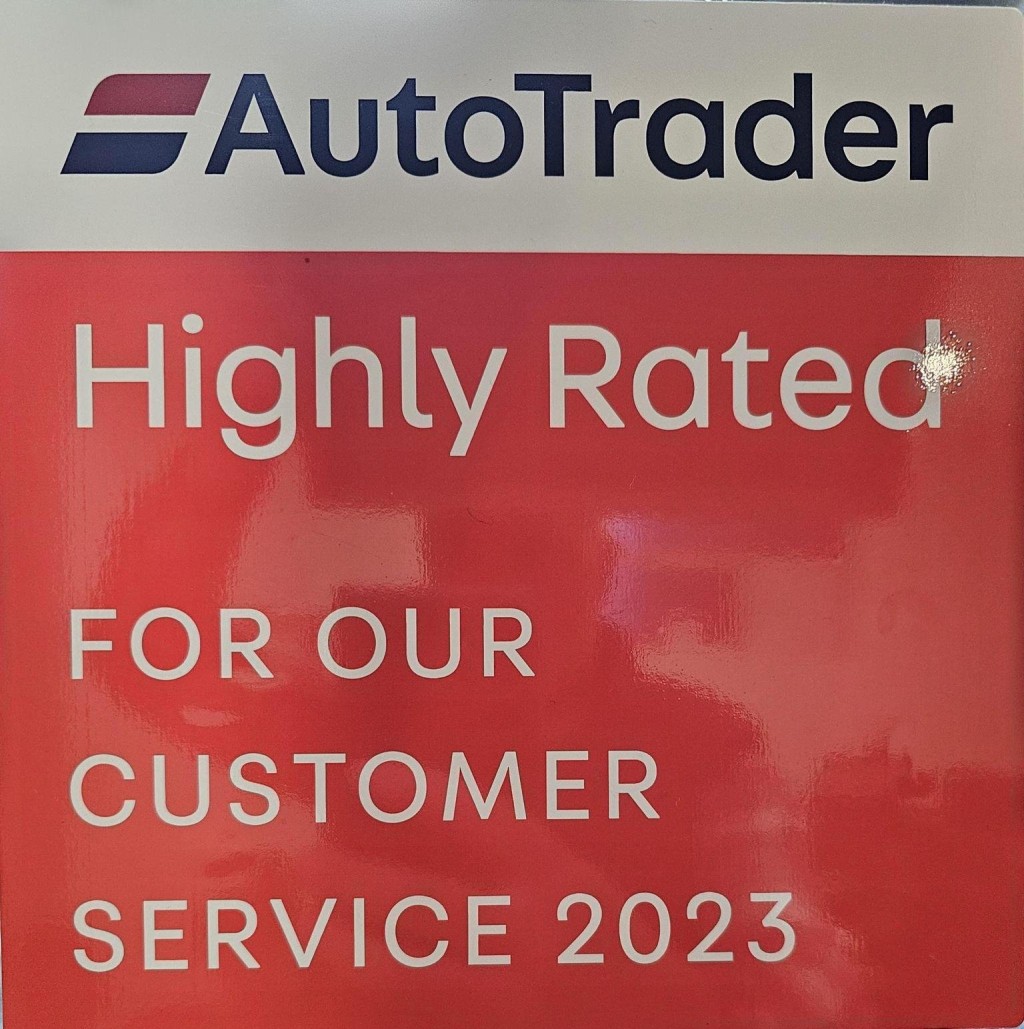 AutoTrader
Highly Rated
FOR OUR
CUSTOMER
SERVICE 2023